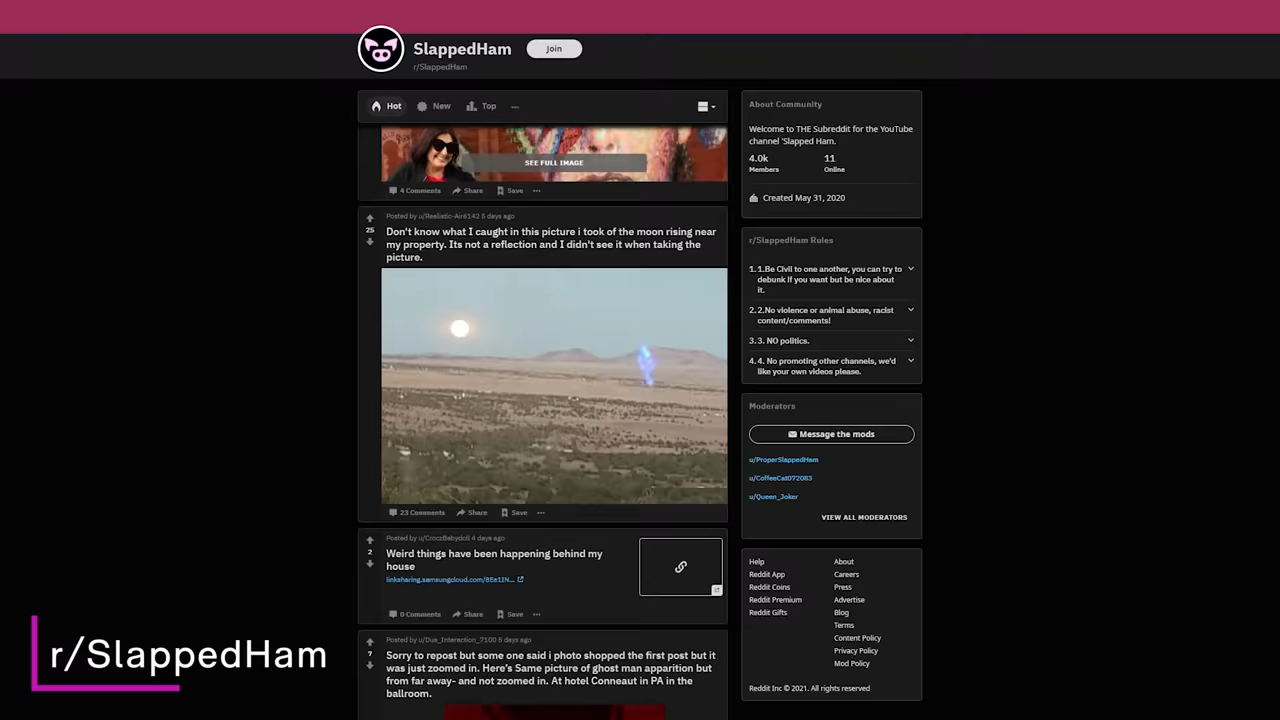 SlappedHam
Join
r/SlappedHam
Hot
New
Top
SEE FULL IMAGE
4 Comments
Share
Save
Posted by u/Realistic-Air6142 5 days ago
25
Don't know what I caught in this picture i took of the moon rising near
my property. Its not a reflection and I didn't see it when taking the
picture.
23 Comments
Share
Save
Posted by u/CroczBabydcll 4 days ago
2
Weird things have been happening behind my
house
linksharing.samsungcloud.com/8Ee1IN...
0 Comments
Share
Save
Posted by u/Due_Interaction_7100 5 days ago
7
Sorry to repost but some one said i photo shopped the first post but it
was just zoomed in. Here's Same picture of ghost man apparition but
from far away- and not zoomed in. At hotel Conneaut in PA in the
ballroom.
About Community
Welcome to THE Subreddit for the YouTube
channel 'Slapped Ham.
4.0k
11
Members
Online
Created May 31, 2020
r/SlappedHam Rules
1. 1.Be Civil to one another, you can try to
debunk if you want but be nice about
it.
2. 2.No violence or animal abuse, racist
content/comments!
3. 3. NO politics.
4. 4. No promoting other channels, we'd
like your own videos please.
Moderators
Message the mods
u/ProperSlappedHam
u/CoffeeCat072083
u/Queen_Joker
VIEW ALL MODERATORS
Help
About
Reddit App
Careers
Reddit Coins
Press
Reddit Premium
Advertise
Reddit Gifts
Blog
Terms
Content Policy
Privacy Policy
Mod Policy
Reddit Inc © 2021. All rights reserved
r/SlappedHam